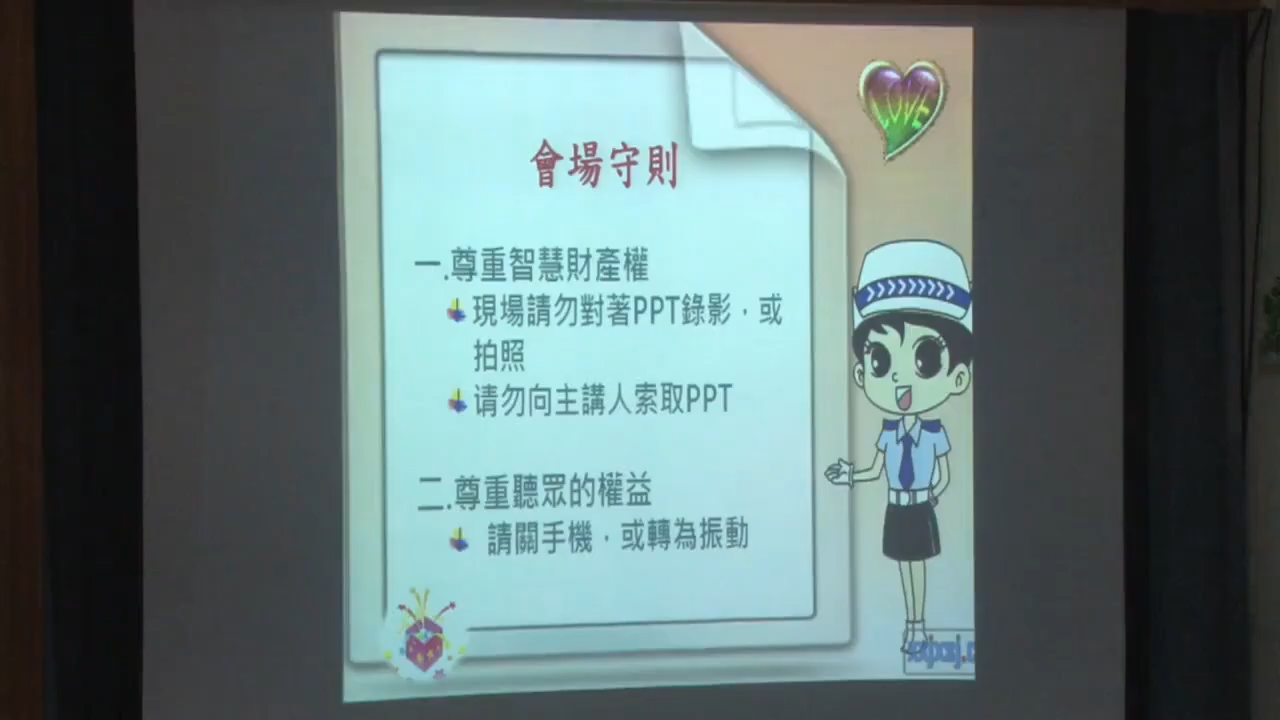 LOVE
會場守則
一.尊重智慧財產權
現場請勿對著PPT錄影，或
拍照
请勿向主講人索取PPT
二.尊重聽眾的權益
請關手機，或轉為振動